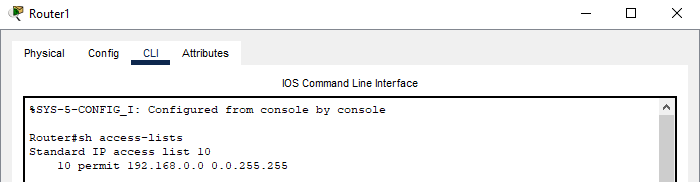 Router1
Physical Config CLI Attributes
IOS Command Line Interface
%SYS-5-CONFIG_I: Configured from console by console
Router#sh access-lists
Standard IP access list 10
    10 permit 192.168.0.0 0.0.255.255